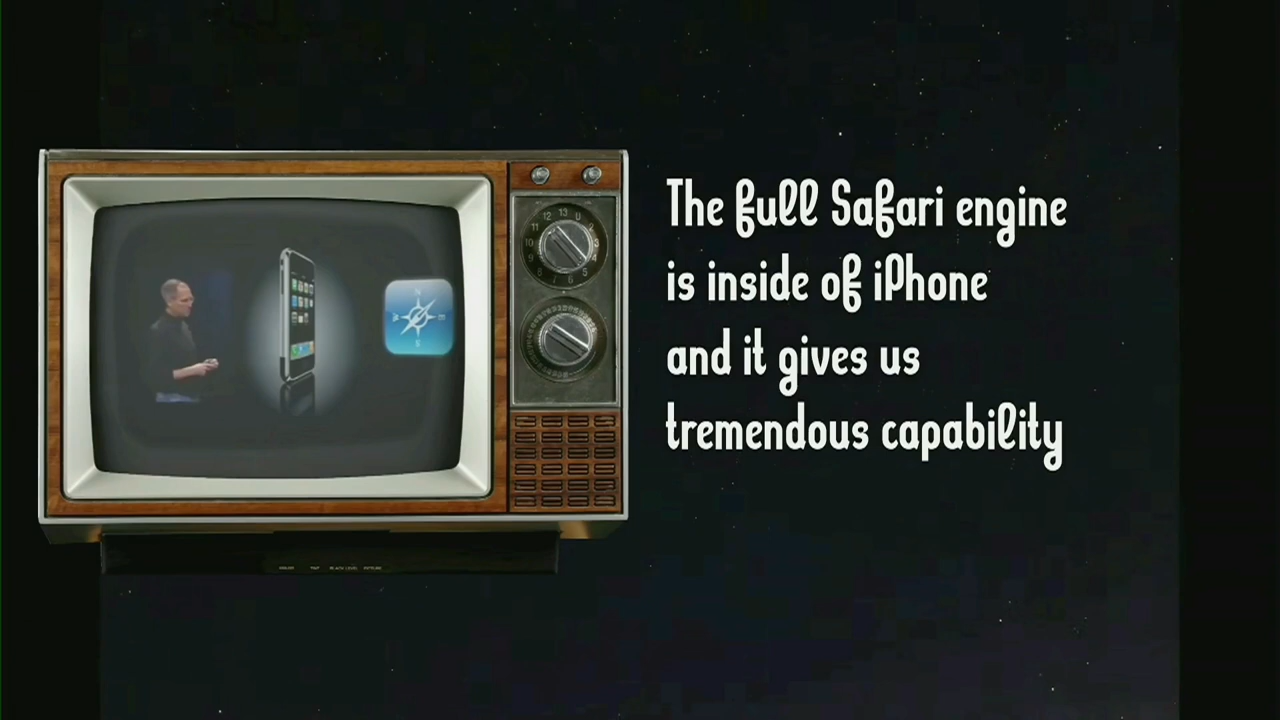 The full Safari engine
is inside of iPhone
and it gives us
tremendous capability